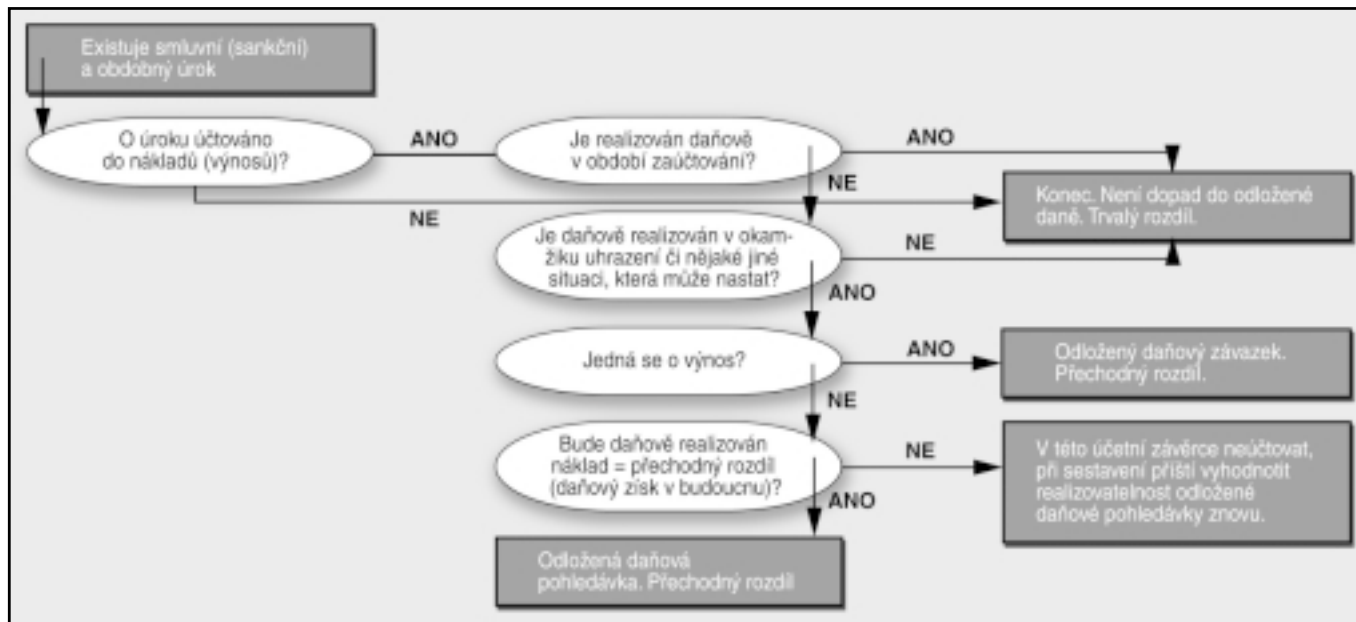 Existuje smluvní (sankční)
a obdobný úrok
O úroku účtováno
do nákladů (výnosů)?
ANO
Je realizován daňově
v období zaúčtování?
ANO
NE
NE
Konec. Není dopad do odložené
daně. Trvalý rozdíl.
Je daňově realizován v okam-
žiku uhrazení či nějaké jiné
situaci, která může nastat?
NE
ANO
Jedná se o výnos?
ANO
Odložený daňový závazek.
Přechodný rozdíl.
NE
Bude daňově realizován
náklad = přechodný rozdíl
(daňový zisk v budoucnu)?
NE
V této účetní závěrce neúčtovat,
při sestavení příští vyhodnotit
realizovatelnost odložené
daňové pohledávky znovu.
ANO
Odložená daňová
pohledávka. Přechodný rozdíl